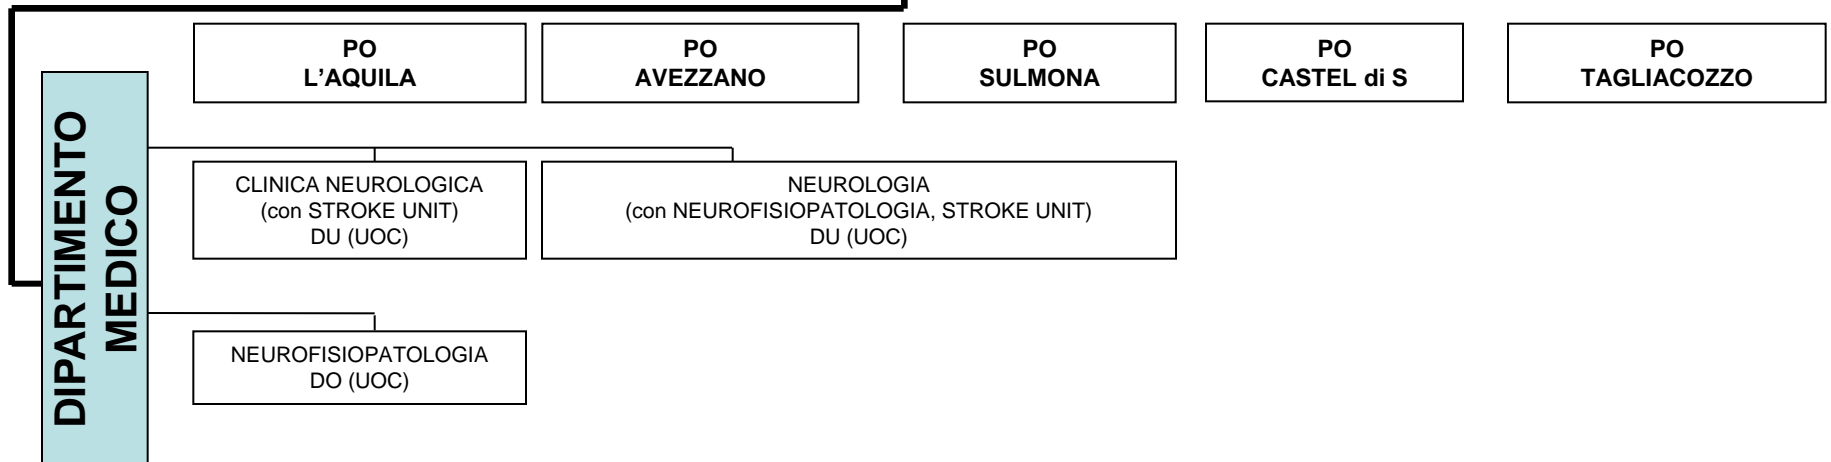 PO
L'AQUILA
PO
AVEZZANO
PO
SULMONA
PO
CASTEL di S
PO
TAGLIACOZZO
DIPARTIMENTO
MEDICO
CLINICA NEUROLOGICA
(con STROKE UNIT)
DU (UOC)
NEUROLOGIA
(con NEUROFISIOPATOLOGIA, STROKE UNIT)
DU (UOC)
NEUROFISIOPATOLOGIA
DO (UOC)